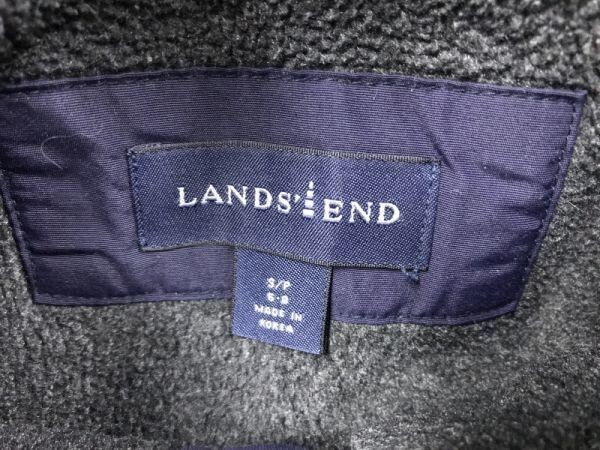 LANDS' END
S/P
6-8
MADE IN
KOREA